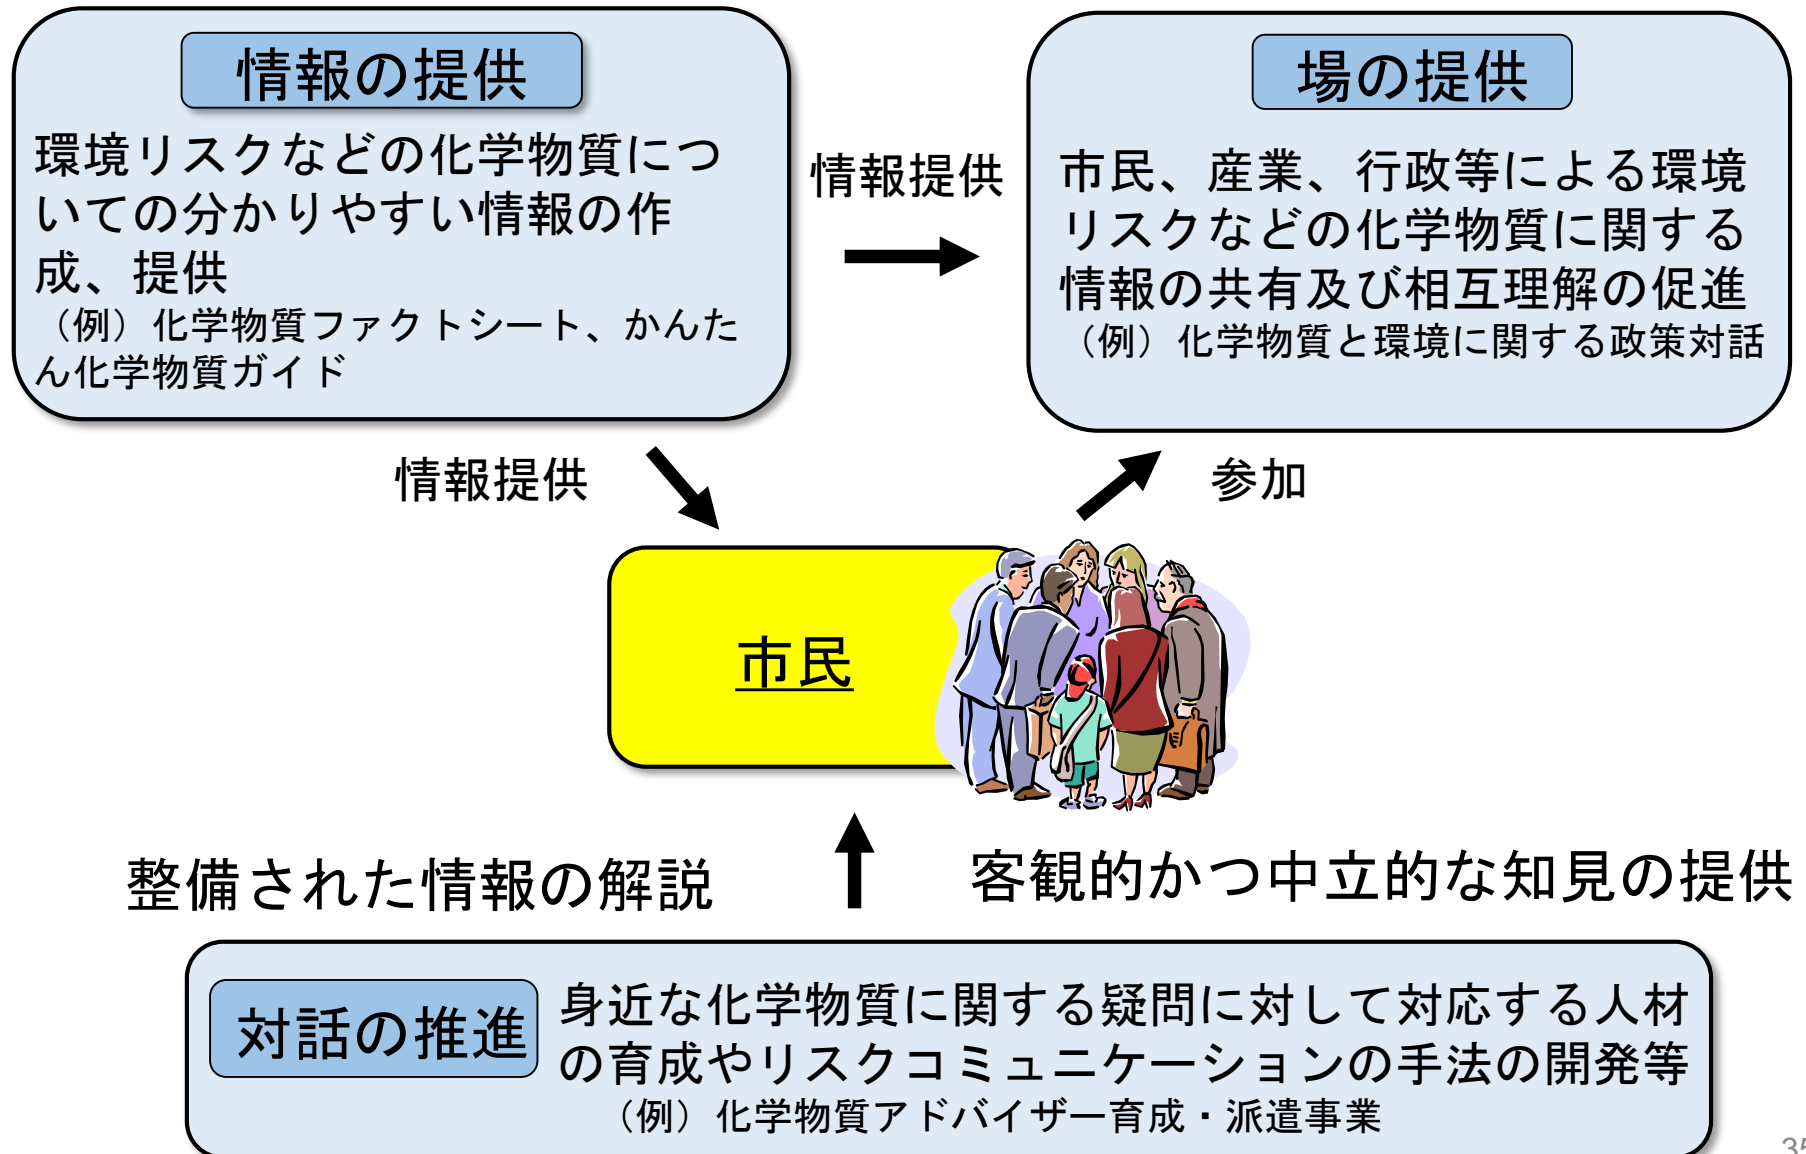 情報の提供
環境リスクなどの化学物質につ
いての分かりやすい情報の作
成、提供
（例）化学物質ファクトシート、かんた
ん化学物質ガイド
情報提供
場の提供
市民、産業、行政等による環境
リスクなどの化学物質に関する
情報の共有及び相互理解の促進
（例）化学物質と環境に関する政策対話
情報提供
参加
市民
整備された情報の解説
客観的かつ中立的な知見の提供
対話の推進
身近な化学物質に関する疑問に対して対応する人材
の育成やリスクコミュニケーションの手法の開発等
（例）化学物質アドバイザー育成・派遣事業
35